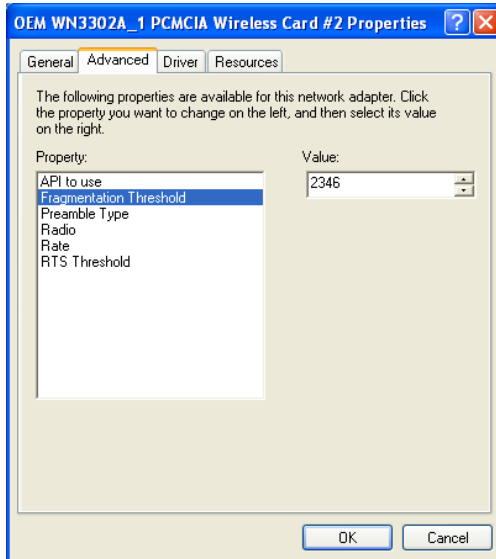 OEM WN3302A_1 PCMCIA Wireless Card #2 Properties
General Advanced Driver Resources
The following properties are available for this network adapter. Click
the property you want to change on the left, and then select its value
on the right.
Property:
Value:
API to use
2346
Fragmentation Threshold
Preamble Type
Radio
Rate
RTS Threshold
OK Cancel